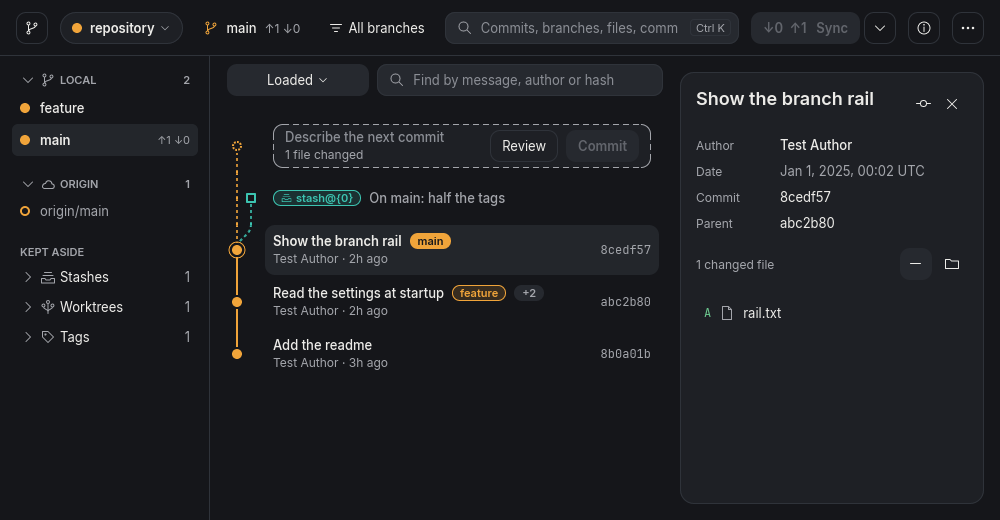 repository
main ↑1 ↓0
All branches
Commits, branches, files, comm
Ctrl K
↓0 ↑1 Sync
LOCAL 2
feature
main ↑1 ↓0
ORIGIN 1
origin/main
KEPT ASIDE
Stashes 1
Worktrees 1
Tags 1
Loaded
Find by message, author or hash
Describe the next commit
1 file changed
Review
Commit
stash@{0} On main: half the tags
Show the branch rail main
Test Author · 2h ago
8cedf57
Read the settings at startup feature +2
Test Author · 2h ago
abc2b80
Add the readme
Test Author · 3h ago
8b0a01b
Show the branch rail
Author Test Author
Date Jan 1, 2025, 00:02 UTC
Commit 8cedf57
Parent abc2b80
1 changed file
A rail.txt